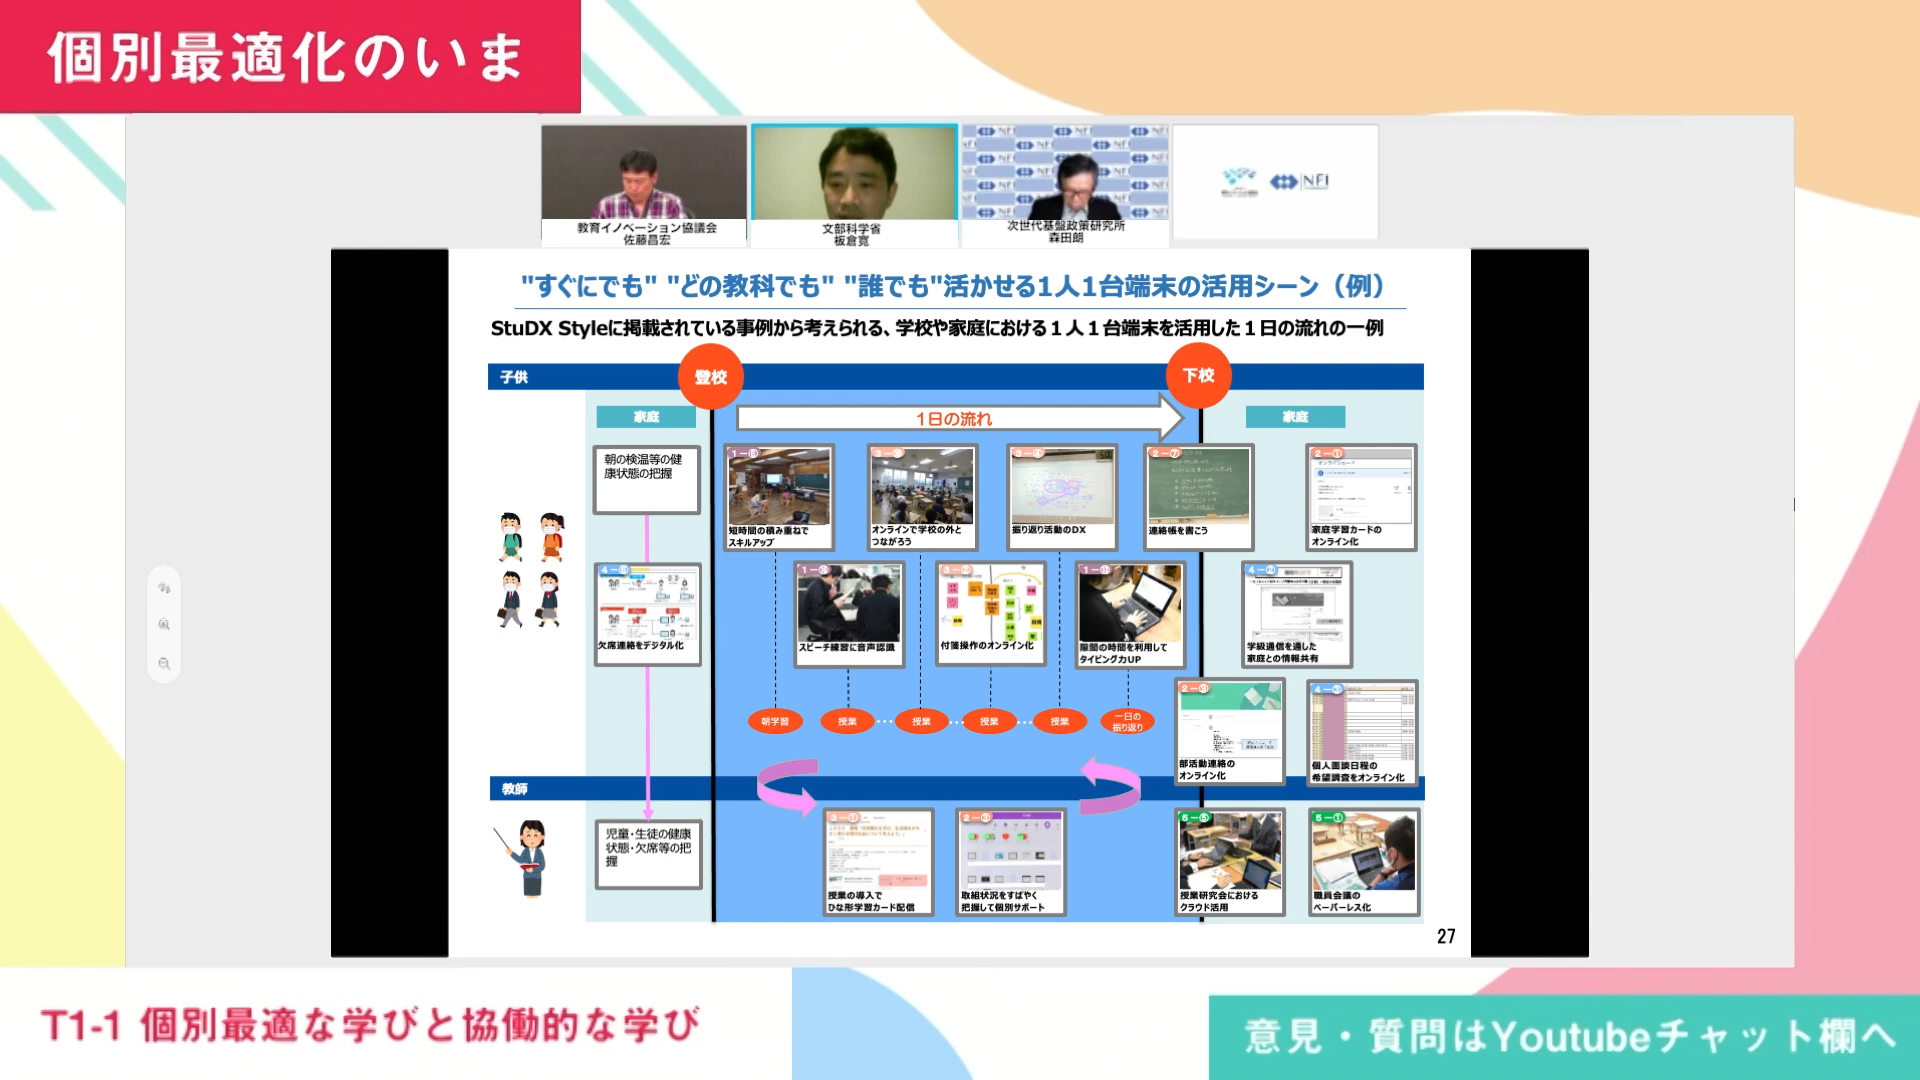 個別最適化のいま
教育イノベーション協議会
佐藤昌宏
文部科学省
板倉寛
次世代基盤政策研究所
森田朗
NFI
"すぐにでも" "どの教科でも" "誰でも"活かせる1人1台端末の活用シーン（例）
StuDX Styleに掲載されている事例から考えられる、学校や家庭における１人１台端末を活用した１日の流れの一例
子供
登校
下校
家庭
1日の流れ
家庭
朝の検温等の健
康状態の把握
1－⑥
短時間の積み重ねで
スキルアップ
オンラインで学校の外と
つながろう
3－④
振り返り活動のDX
2－⑦
連絡帳を書こう
2－①
家庭学習カードの
オンライン化
欠席連絡をデジタル化
スピーチ練習に音声認識
付箋操作のオンライン化
隙間の時間を利用して
タイピング力UP
4－②
学級通信を通した
家庭との情報共有
朝学習
授業
授業
授業
授業
一日の
振り返り
2－⑨
部活動連絡の
オンライン化
4－③
個人面談日程の
希望調査をオンライン化
教師
児童・生徒の健康
状態・欠席等の把
握
3－①
授業の導入で
ひな形学習カード配信
2－③
取組状況をすばやく
把握して個別サポート
授業研究会における
クラウド活用
5－①
職員会議の
ペーパーレス化
27
T1-1 個別最適な学びと協働的な学び
意見・質問はYoutubeチャット欄へ